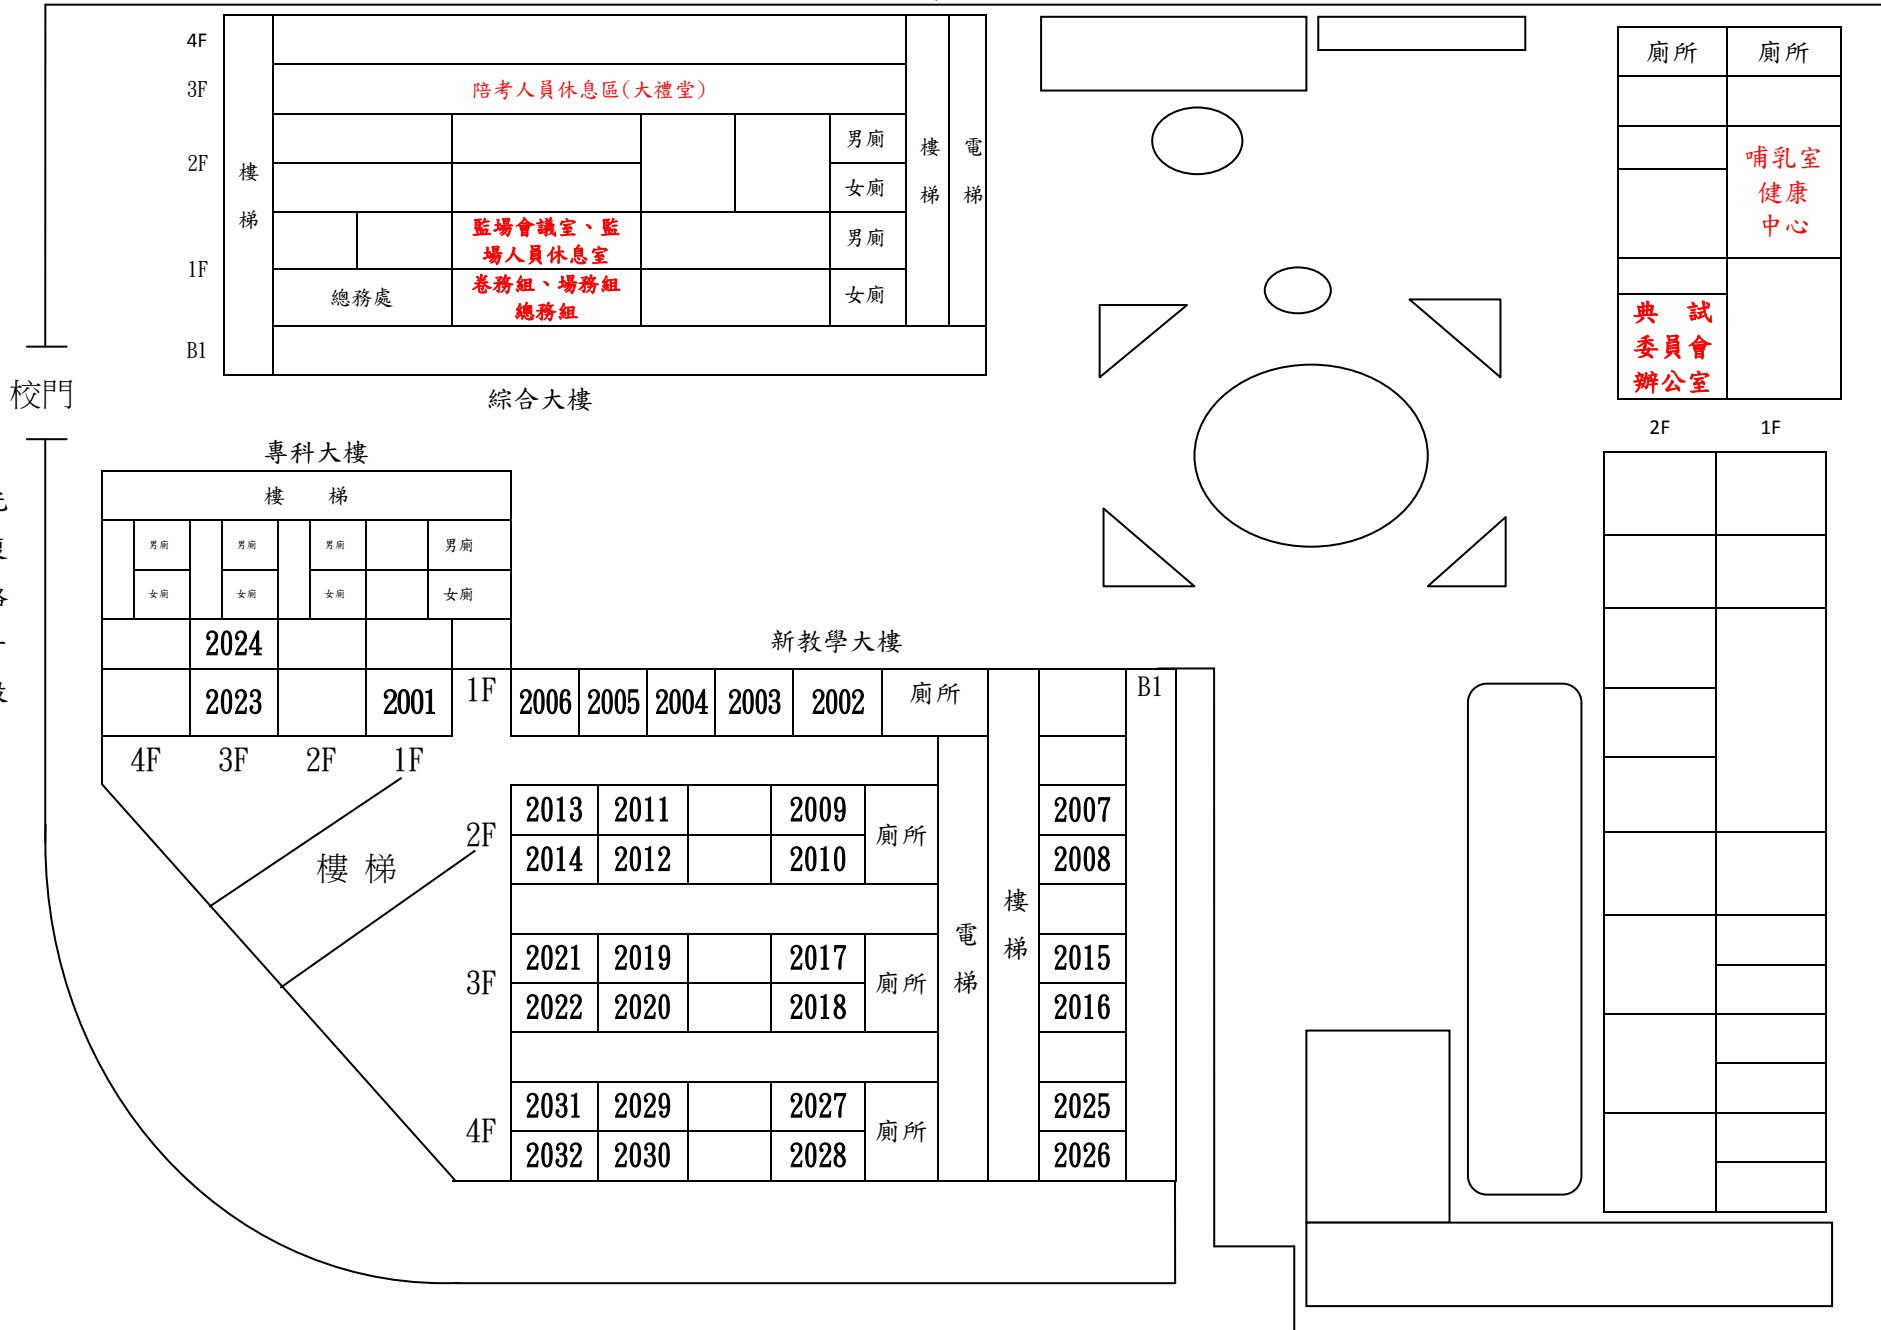 4F
3F
陪考人員休息區(大禮堂)
2F
樓
梯
男廁
女廁
樓
梯
電
梯
1F
監場會議室、監
場人員休息室
男廁
總務處
卷務組、場務組
總務組
女廁
B1
綜合大樓
廁所 廁所
哺乳室
健康
中心
典 試
委員會
辦公室
2F 1F
校門
專科大樓
樓 梯
男廁 男廁 男廁 男廁
女廁 女廁 女廁 女廁
2024
2023 2001
4F 3F 2F 1F
樓 梯
新教學大樓
1F 2006 2005 2004 2003 2002 廁所 B1
2F
2013 2011 2009 廁所 2007
2014 2012 2010 2008
3F
2021 2019 2017 廁所 2015
2022 2020 2018 2016
4F
2031 2029 2027 廁所 2025
2032 2030 2028 2026
電
梯
樓
梯